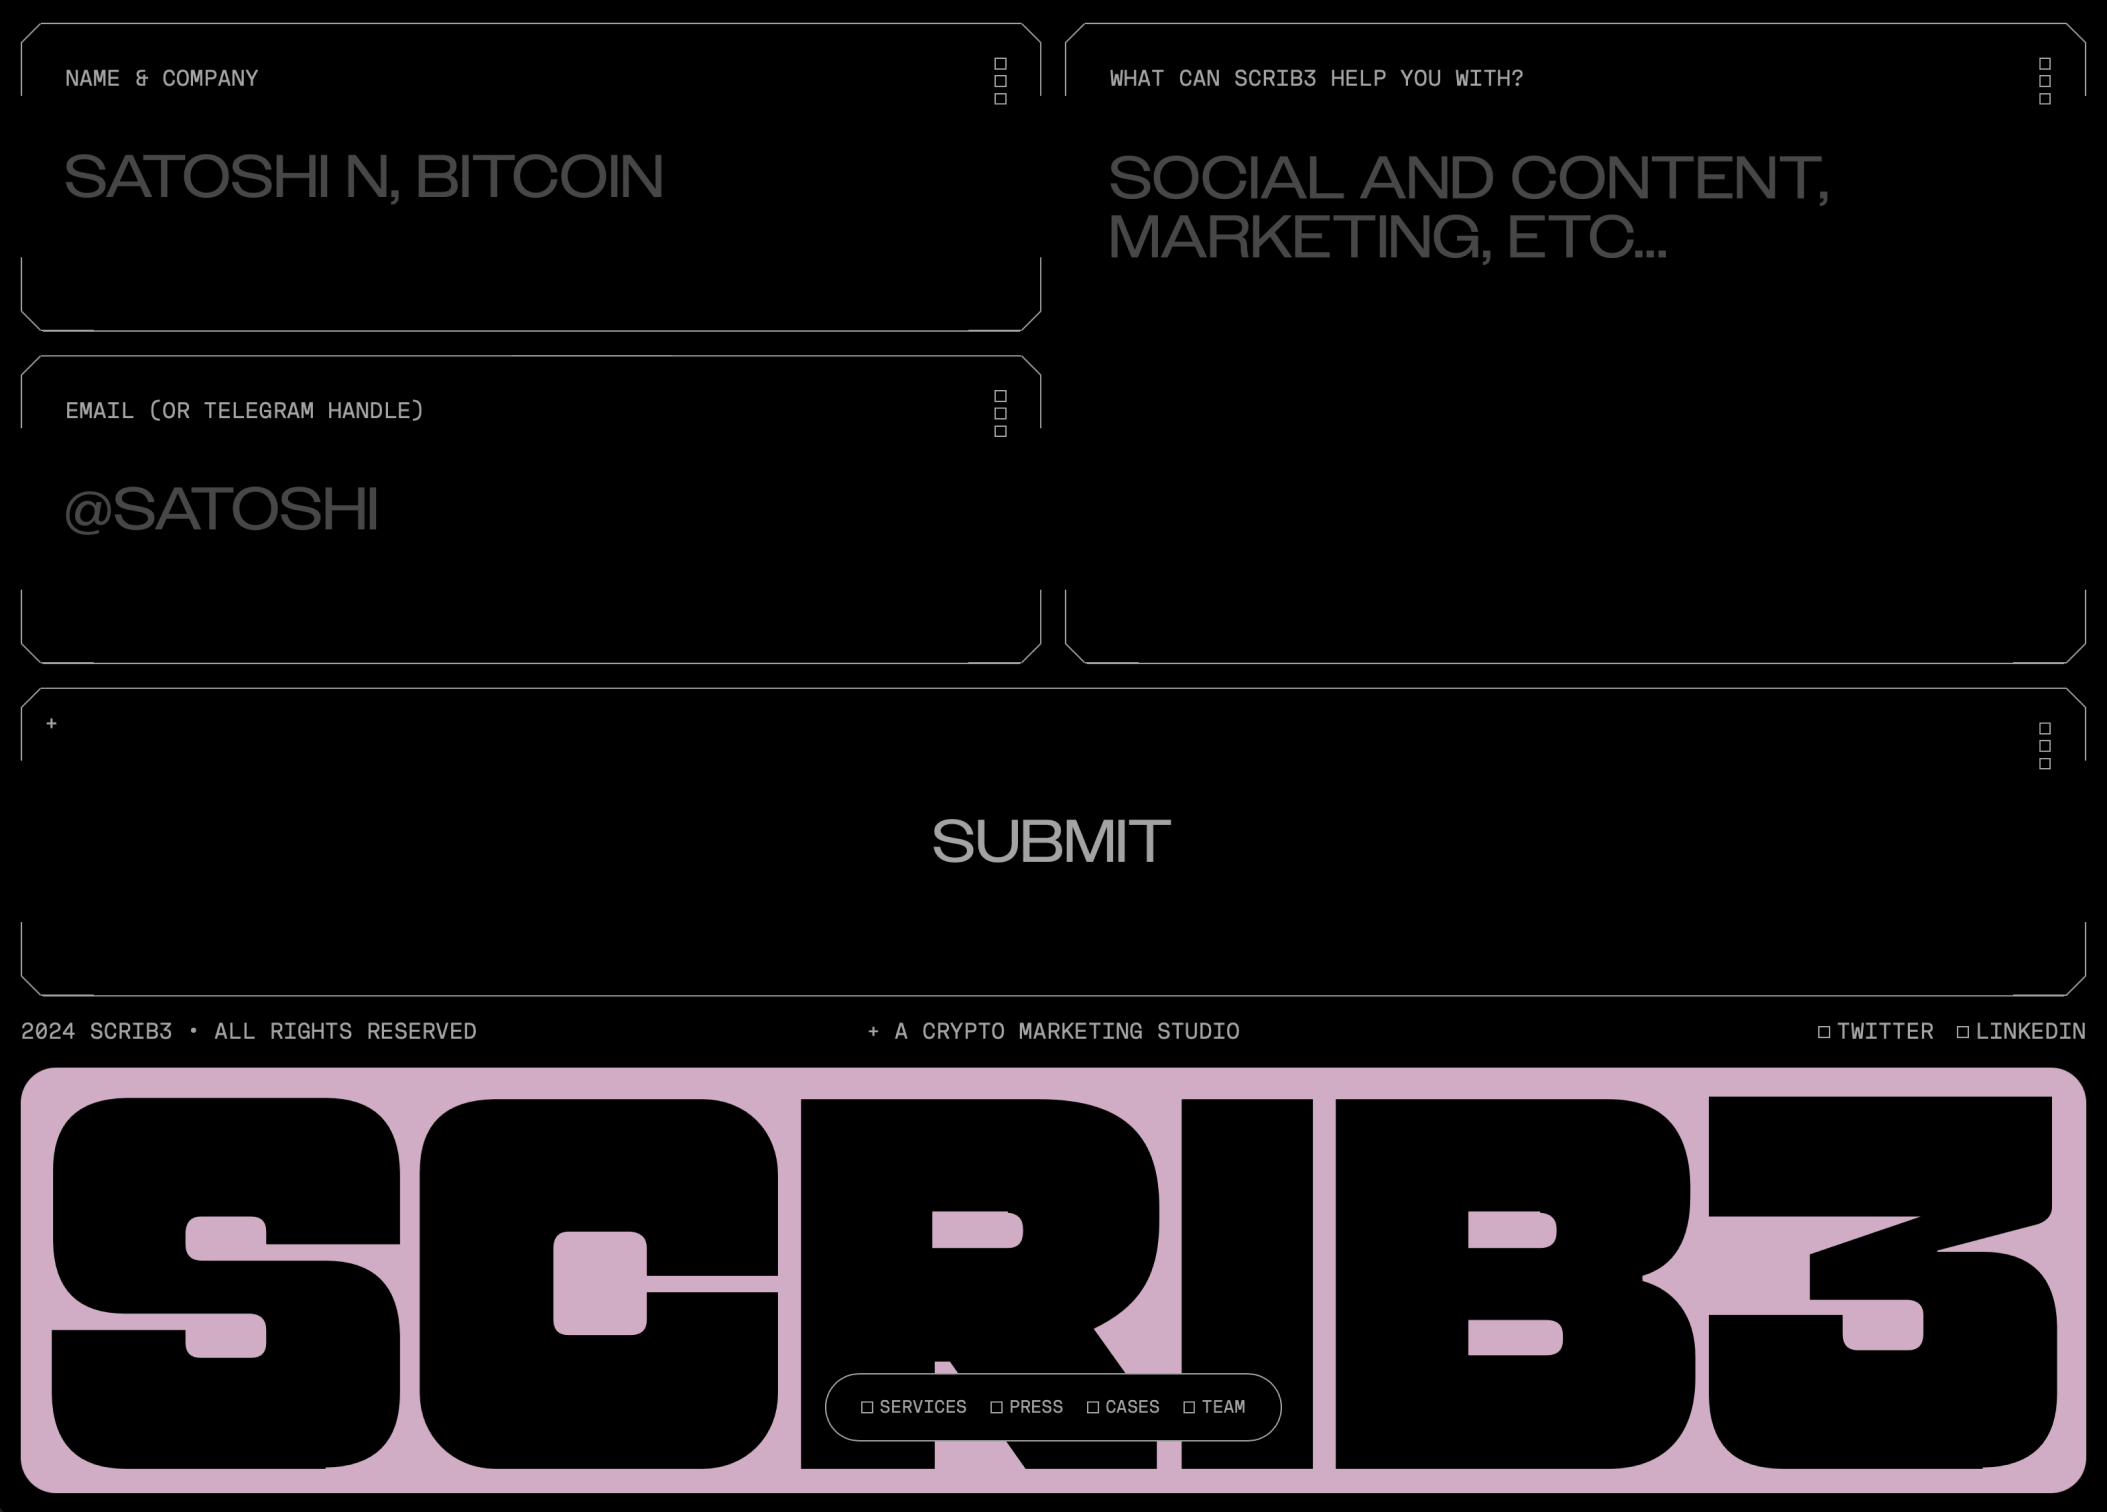 NAME & COMPANY
SATOSHI N, BITCOIN
EMAIL (OR TELEGRAM HANDLE)
@SATOSHI
WHAT CAN SCRIB3 HELP YOU WITH?
SOCIAL AND CONTENT,
MARKETING, ETC...
+
SUBMIT
2024 SCRIB3 • ALL RIGHTS RESERVED
+ A CRYPTO MARKETING STUDIO
TWITTER LINKEDIN
SCRIB3
SERVICES PRESS CASES TEAM